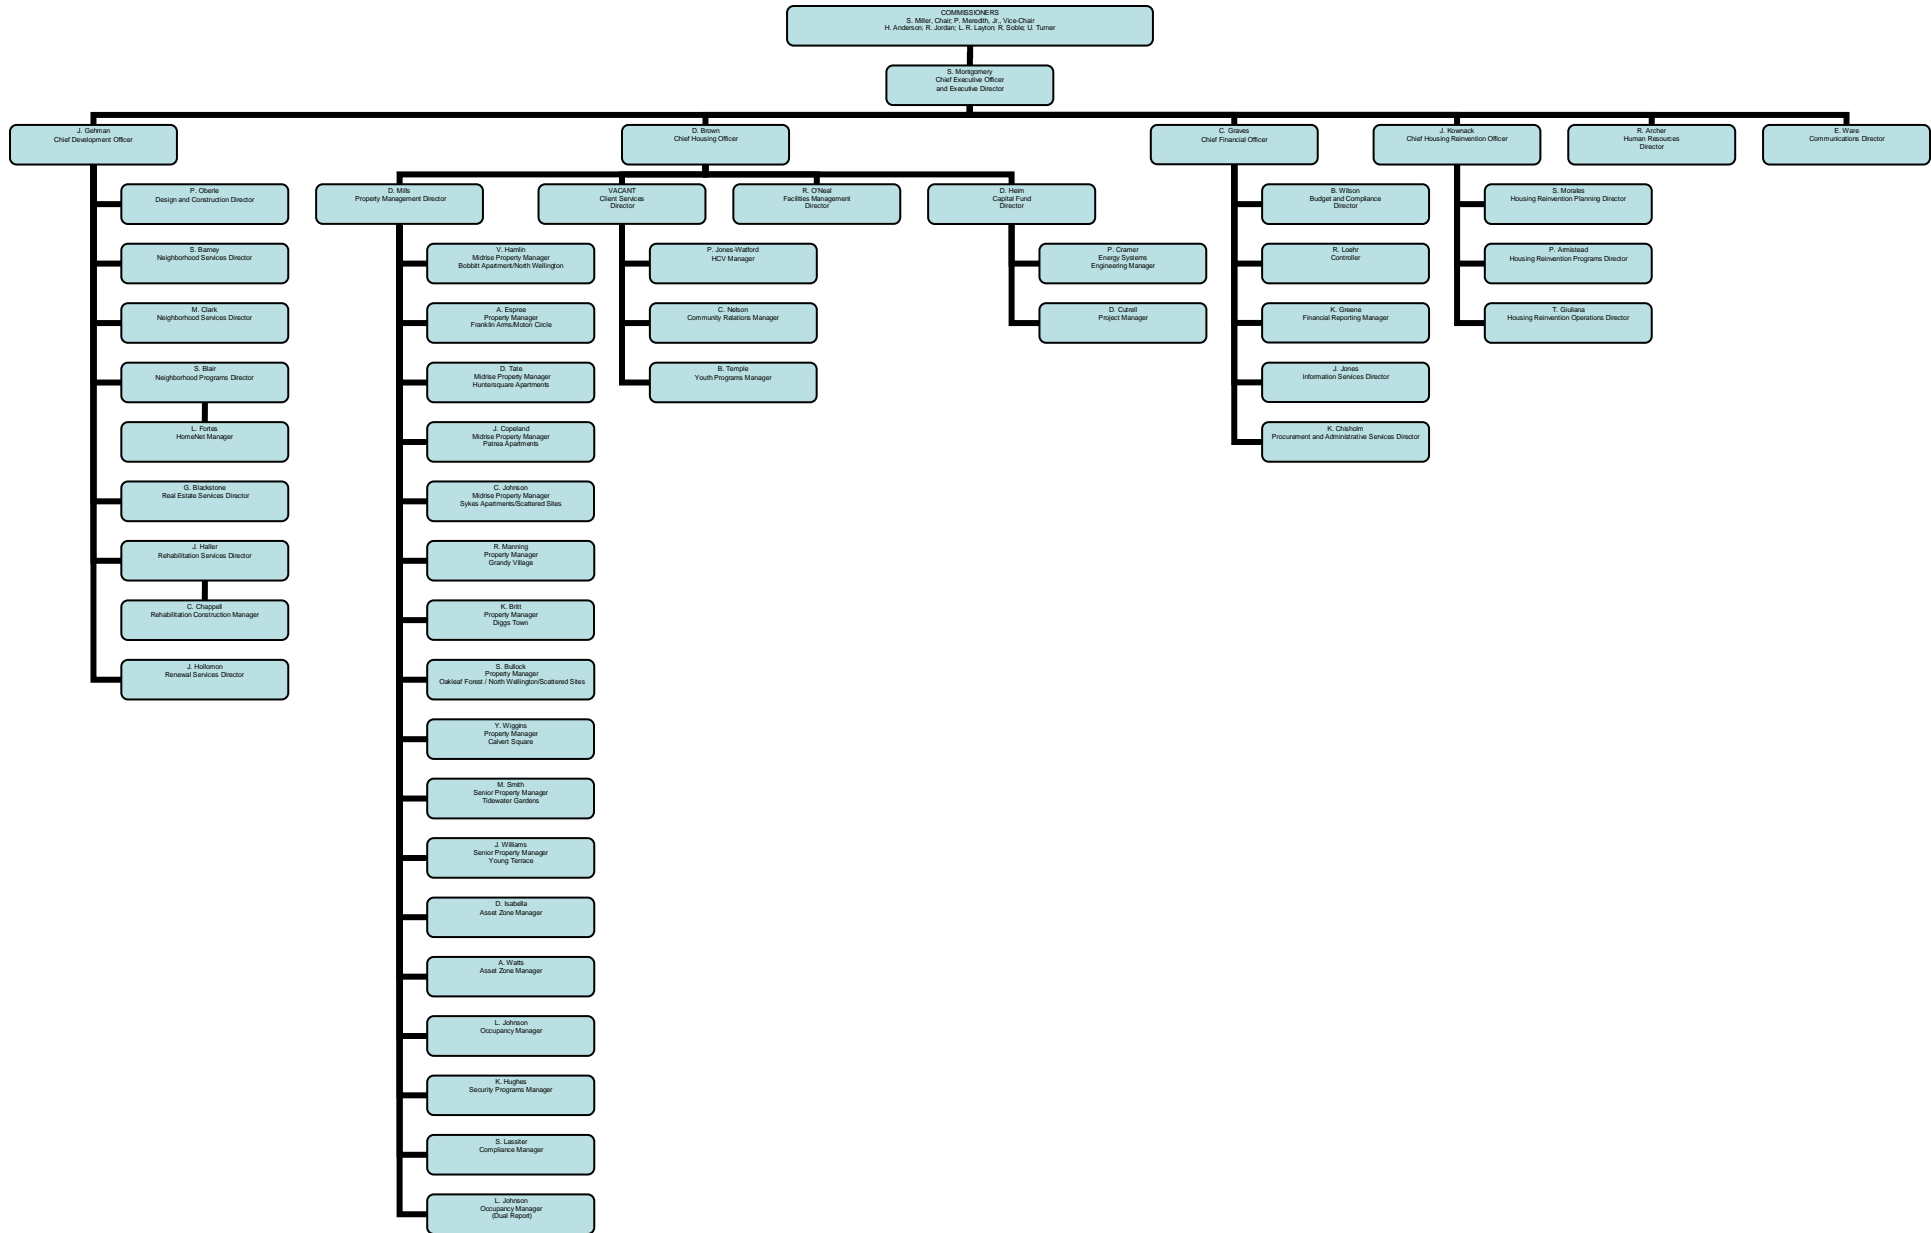 COMMISSIONERS
S. Miller, Chair; P. Meredith, Jr., Vice-Chair
H. Anderson; R. Jordan; L. R. Layton; R. Soble; U. Turner
S. Montgomery
Chief Executive Officer
and Executive Director
J. Gehman
Chief Development Officer
D. Brown
Chief Housing Officer
C. Graves
Chief Financial Officer
J. Kownack
Chief Housing Reinvention Officer
R. Archer
Human Resources
Director
E. Ware
Communications Director
P. Oberle
Design and Construction Director
S. Barney
Neighborhood Services Director
M. Clark
Neighborhood Services Director
S. Blair
Neighborhood Programs Director
L. Fortes
HomeNet Manager
G. Blackstone
Real Estate Services Director
J. Haller
Rehabilitation Services Director
C. Chappell
Rehabilitation Construction Manager
J. Hollomon
Renewal Services Director
D. Mills
Property Management Director
V. Hamlin
Midrise Property Manager
Bobbitt Apartment/North Wellington
A. Espree
Property Manager
Franklin Arms/Moton Circle
D. Tate
Midrise Property Manager
Huntersquare Apartments
J. Copeland
Midrise Property Manager
Patrea Apartments
C. Johnson
Midrise Property Manager
Sykes Apartments/Scattered Sites
R. Manning
Property Manager
Grandy Village
K. Britt
Property Manager
Diggs Town
S. Bullock
Property Manager
Oakleaf Forest / North Wellington/Scattered Sites
Y. Wiggins
Property Manager
Calvert Square
M. Smith
Senior Property Manager
Tidewater Gardens
J. Williams
Senior Property Manager
Young Terrace
D. Isabella
Asset Zone Manager
A. Watts
Asset Zone Manager
L. Johnson
Occupancy Manager
K. Hughes
Security Programs Manager
S. Lassiter
Compliance Manager
L. Johnson
Occupancy Manager
(Dual Report)
VACANT
Client Services
Director
P. Jones-Watford
HCV Manager
C. Nelson
Community Relations Manager
B. Temple
Youth Programs Manager
R. O'Neal
Facilities Management
Director
D. Heim
Capital Fund
Director
P. Cramer
Energy Systems
Engineering Manager
D. Cutrell
Project Manager
B. Wilson
Budget and Compliance
Director
R. Loehr
Controller
K. Greene
Financial Reporting Manager
J. Jones
Information Services Director
K. Chisholm
Procurement and Administrative Services Director
S. Morales
Housing Reinvention Planning Director
P. Armistead
Housing Reinvention Programs Director
T. Giuliana
Housing Reinvention Operations Director